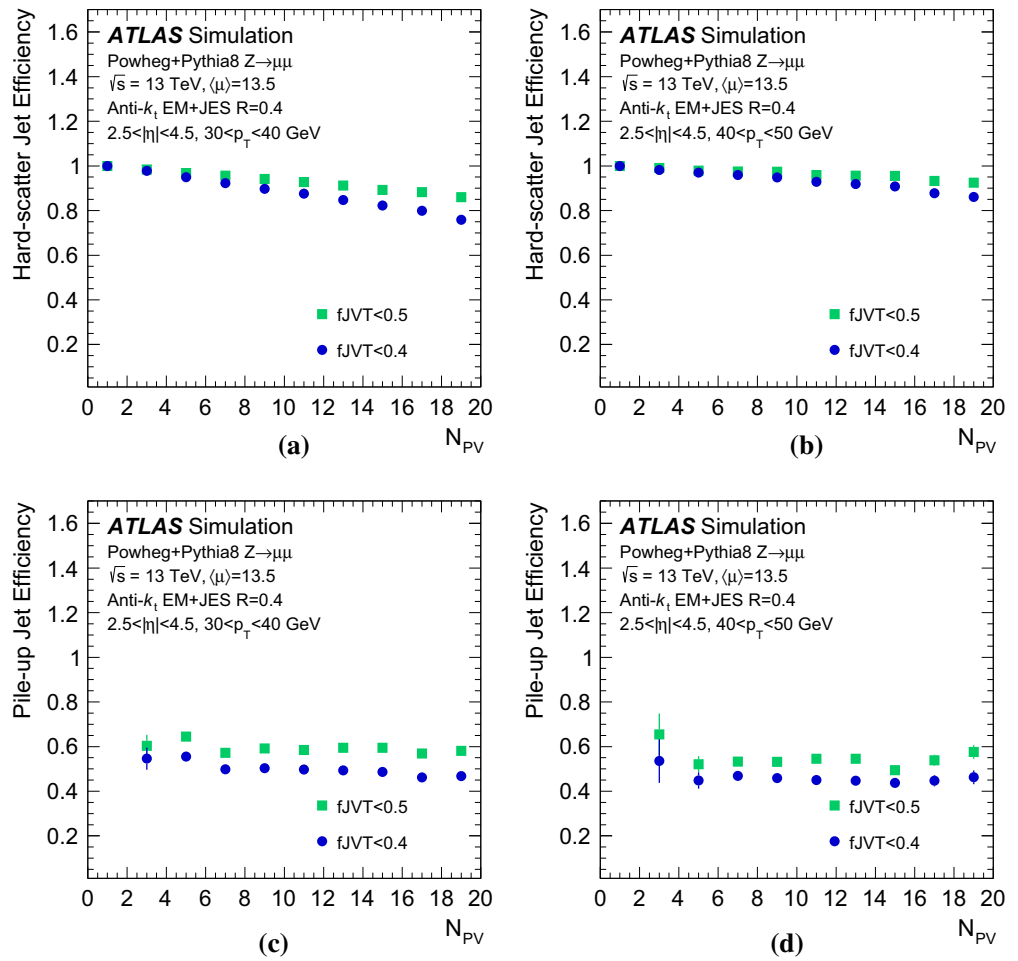 Hard-scatter Jet Efficiency
1.6
1.4
1.2
1
0.8
0.6
0.4
0.2
ATLAS Simulation
Powheg+Pythia8 Z→μμ
√s = 13 TeV, ⟨μ⟩=13.5
Anti-kt EM+JES R=0.4
2.5<|η|<4.5, 30<pT<40 GeV
fJVT<0.5
fJVT<0.4
0 2 4 6 8 10 12 14 16 18 20
NPV
(a)
Hard-scatter Jet Efficiency
1.6
1.4
1.2
1
0.8
0.6
0.4
0.2
ATLAS Simulation
Powheg+Pythia8 Z→μμ
√s = 13 TeV, ⟨μ⟩=13.5
Anti-kt EM+JES R=0.4
2.5<|η|<4.5, 40<pT<50 GeV
fJVT<0.5
fJVT<0.4
0 2 4 6 8 10 12 14 16 18 20
NPV
(b)
Pile-up Jet Efficiency
1.6
1.4
1.2
1
0.8
0.6
0.4
0.2
ATLAS Simulation
Powheg+Pythia8 Z→μμ
√s = 13 TeV, ⟨μ⟩=13.5
Anti-kt EM+JES R=0.4
2.5<|η|<4.5, 30<pT<40 GeV
fJVT<0.5
fJVT<0.4
0 2 4 6 8 10 12 14 16 18 20
NPV
(c)
Pile-up Jet Efficiency
1.6
1.4
1.2
1
0.8
0.6
0.4
0.2
ATLAS Simulation
Powheg+Pythia8 Z→μμ
√s = 13 TeV, ⟨μ⟩=13.5
Anti-kt EM+JES R=0.4
2.5<|η|<4.5, 40<pT<50 GeV
fJVT<0.5
fJVT<0.4
0 2 4 6 8 10 12 14 16 18 20
NPV
(d)